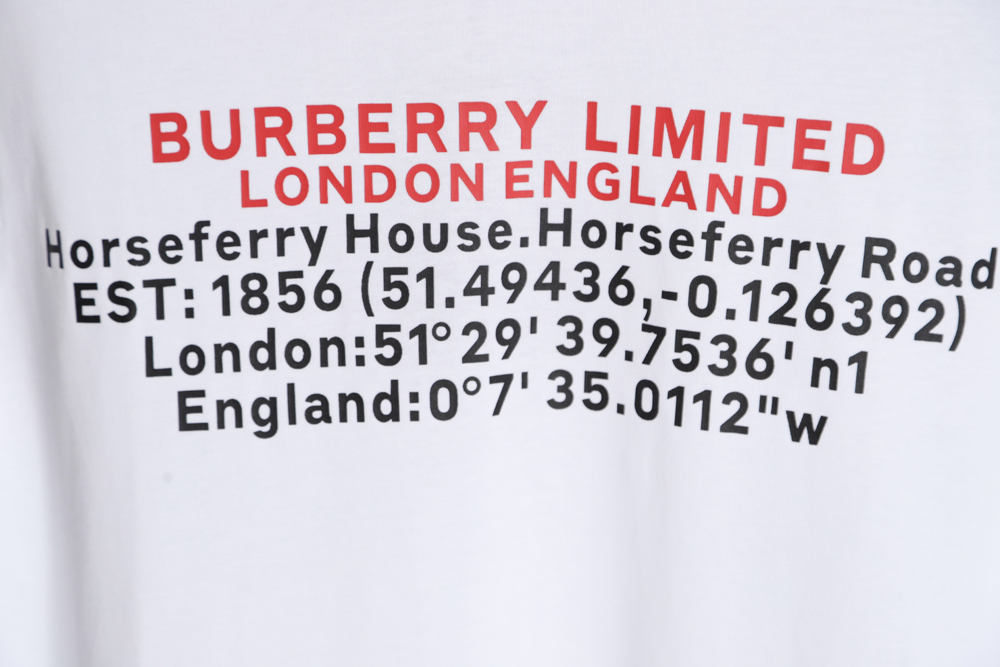 BURBERRY LIMITED
LONDON ENGLAND
Horseferry House.Horseferry Road
EST: 1856 (51.49436,-0.126392)
London:51°29' 39.7536' n1
England:0°7' 35.0112"w